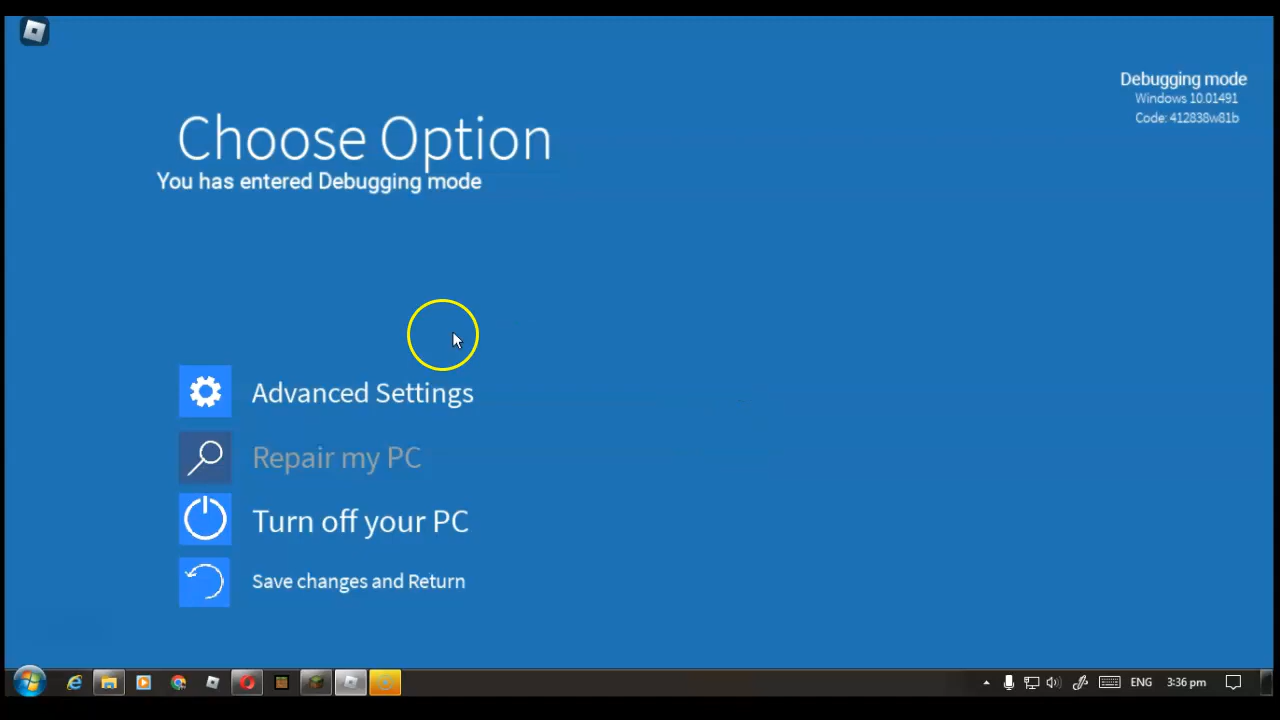 Debugging mode
Windows 10.01491
Code: 412838w81b
Choose Option
You has entered Debugging mode
Advanced Settings
Repair my PC
Turn off your PC
Save changes and Return
ENG
3:36 pm